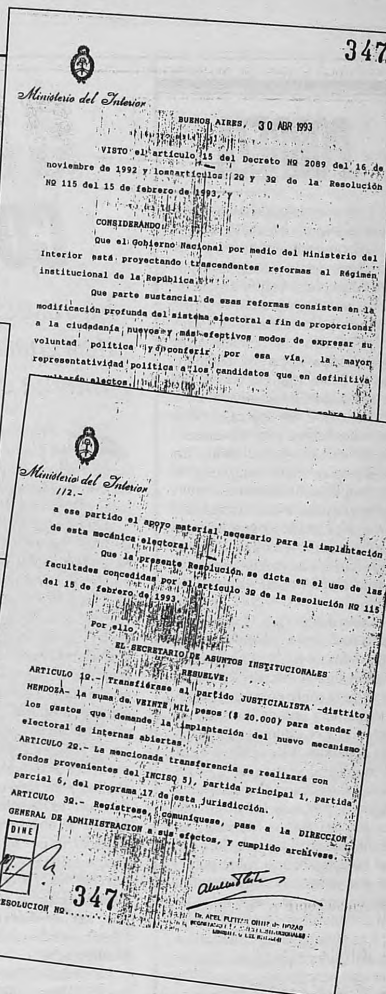 347
Ministerio del Interior
BUENOS AIRES, 30 ABR 1993
VISTO el artículo 15 del Decreto Nº 2089 del 16 de
noviembre de 1992 y los artículos 2º y 3º de la Resolución
Nº 115 del 15 de febrero de 1993, y
CONSIDERANDO:
Que el Gobierno Nacional por medio del Ministerio del
Interior está proyectando trascendentes reformas al Régimen
institucional de la República.
Que parte sustancial de esas reformas consisten en la
modificación profunda del sistema electoral a fin de proporcionar
a la ciudadanía nuevos y más efectivos modos de expresar su
voluntad política y conferir por esa vía, la mayor
representatividad política a los candidatos que en definitiva
electos.
sobre las
Ministerio del Interior
//2.-
a ese partido el apoyo material necesario para la implantación
de esta mecánica electoral.
Que la presente Resolución se dicta en el uso de las
facultades concedidas por el artículo 3º de la Resolución Nº 115
del 15 de febrero de 1993.
Por ello,
EL SECRETARIO DE ASUNTOS INSTITUCIONALES
RESUELVE:
ARTICULO 1º.- Transfiérase al partido JUSTICIALISTA -distrito
MENDOZA- la suma de VEINTE MIL pesos ($ 20.000) para atender a
los gastos que demande la implantación del nuevo mecanismo
electoral de internas abiertas.
ARTICULO 2º.- La mencionada transferencia se realizará con
fondos provenientes del INCISO 5), partida principal 1, partida
parcial 6, del programa 17 de esta jurisdicción.
ARTICULO 3º.- Regístrese, comuníquese, pase a la DIRECCION
GENERAL DE ADMINISTRACION a sus efectos, y cumplido archívese.
DINE
RESOLUCION NO. 347